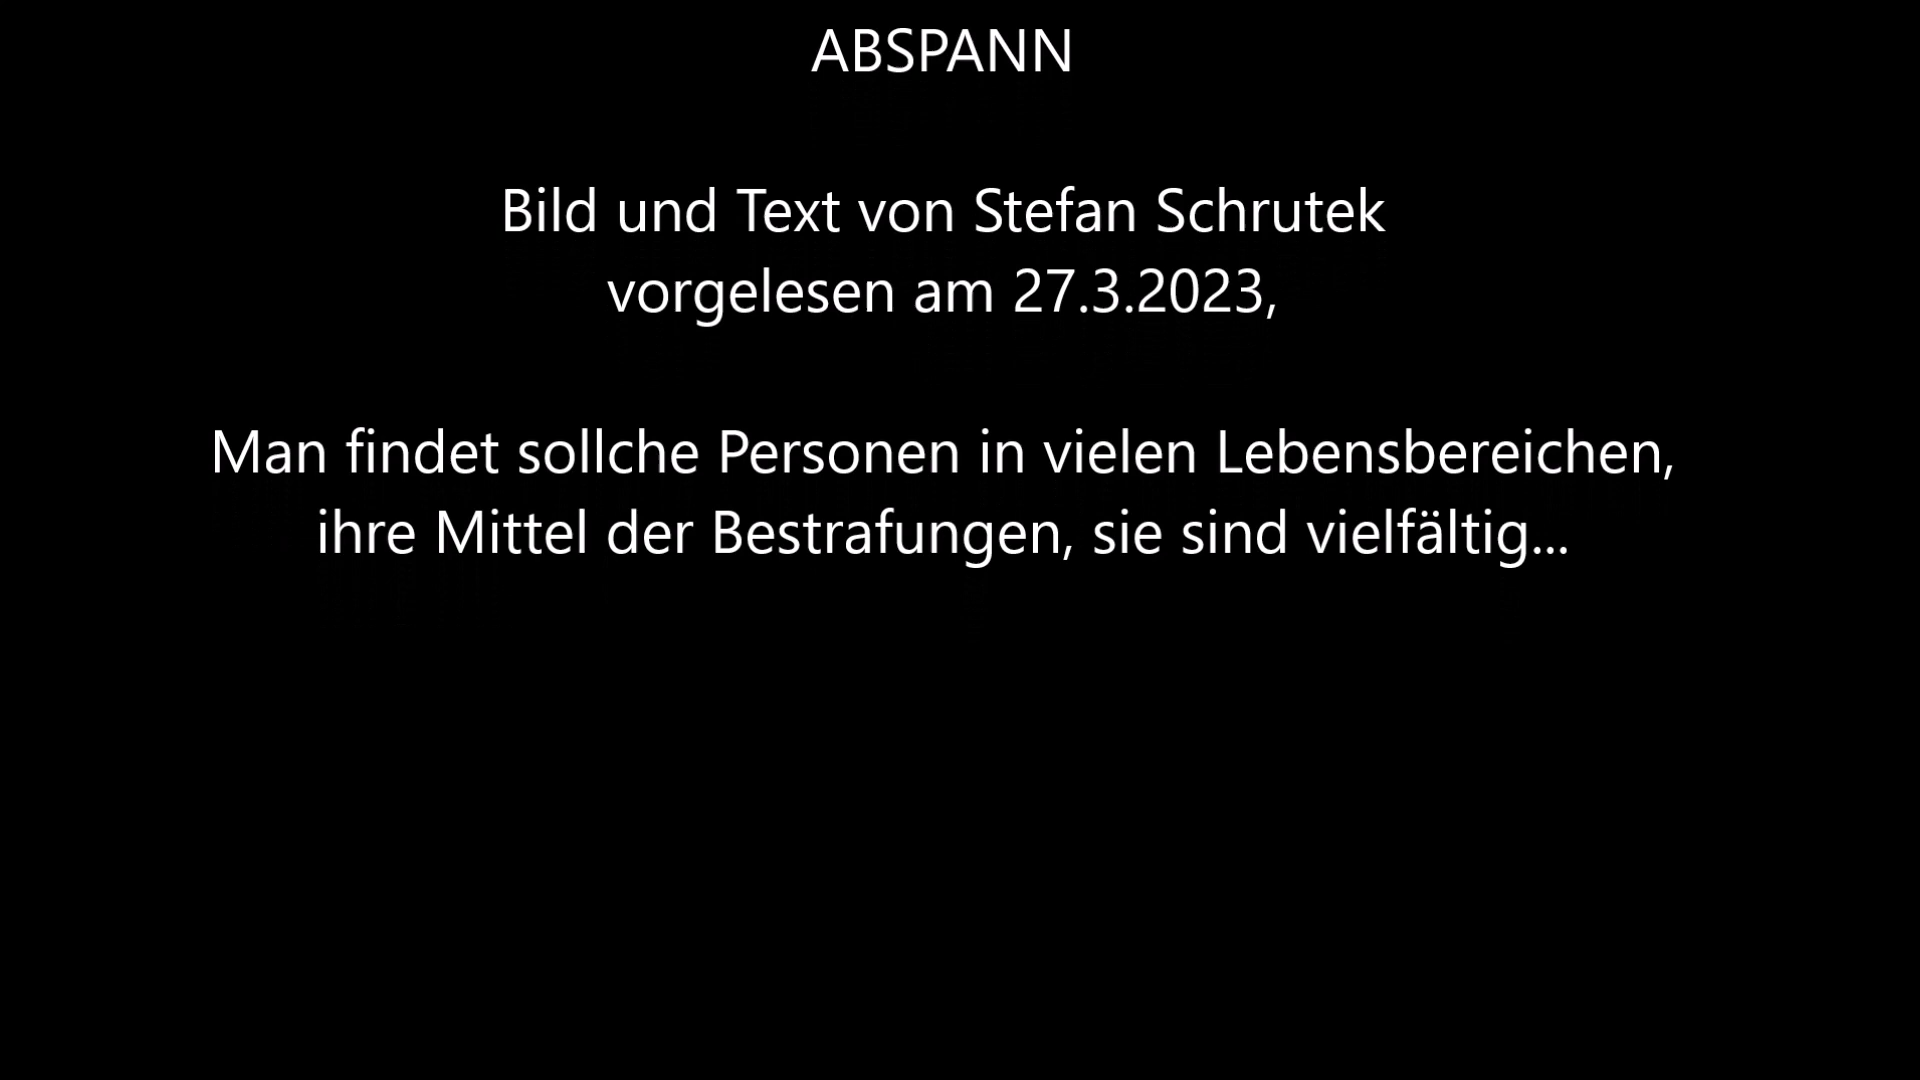 ABSPANN
Bild und Text von Stefan Schrutek
vorgelesen am 27.3.2023,
Man findet sollche Personen in vielen Lebensbereichen,
ihre Mittel der Bestrafungen, sie sind vielfältig...